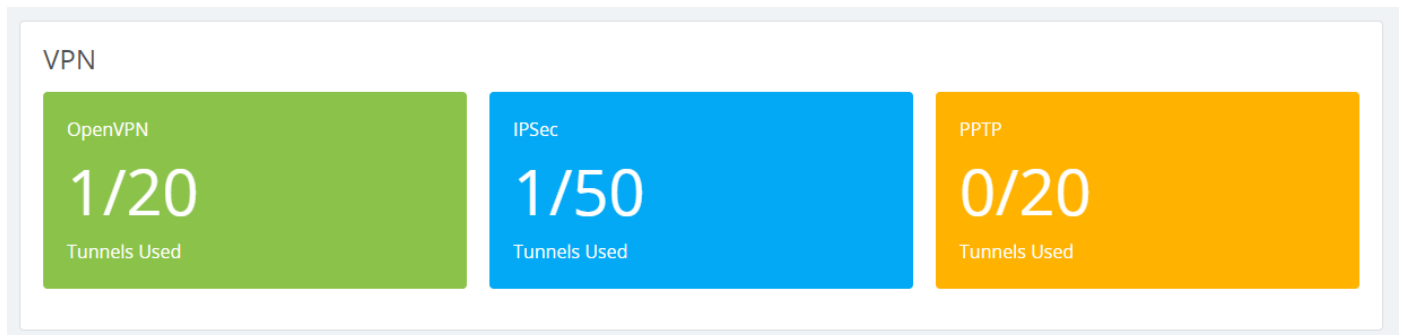 VPN
OpenVPN
1/20
Tunnels Used
IPSec
1/50
Tunnels Used
PPTP
0/20
Tunnels Used